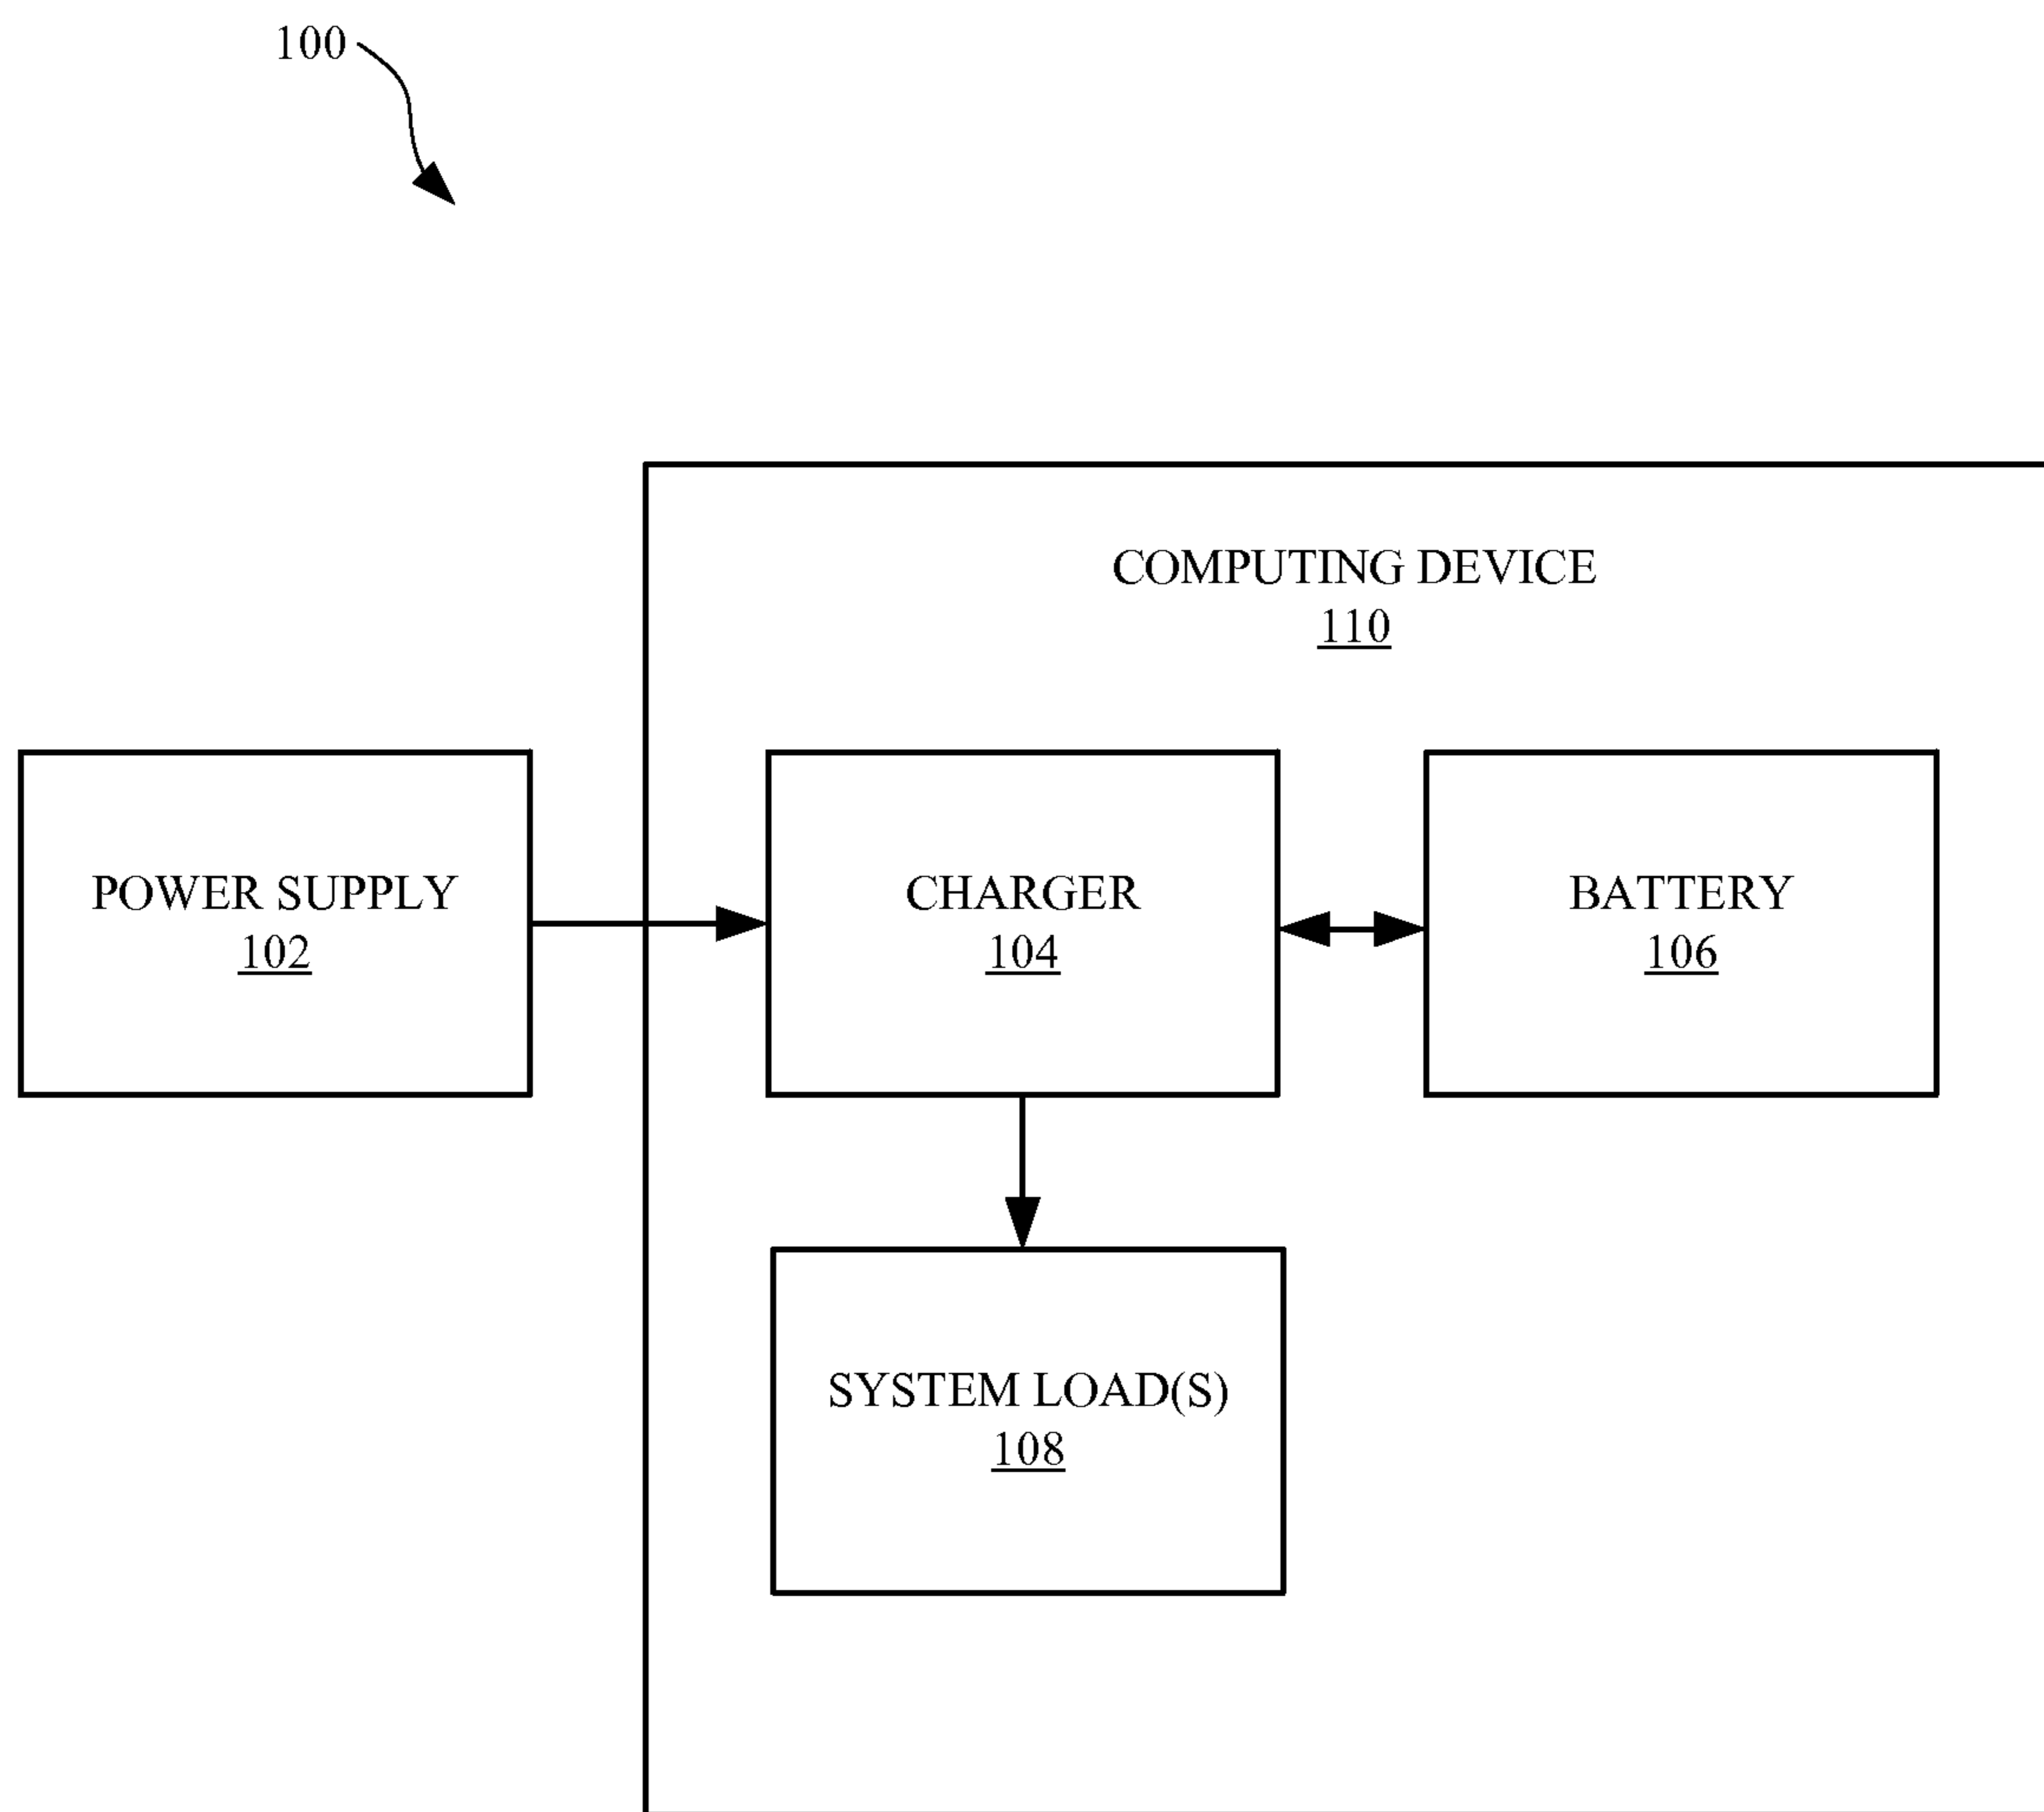 100
COMPUTING DEVICE
110
POWER SUPPLY
102
CHARGER
104
BATTERY
106
SYSTEM LOAD(S)
108